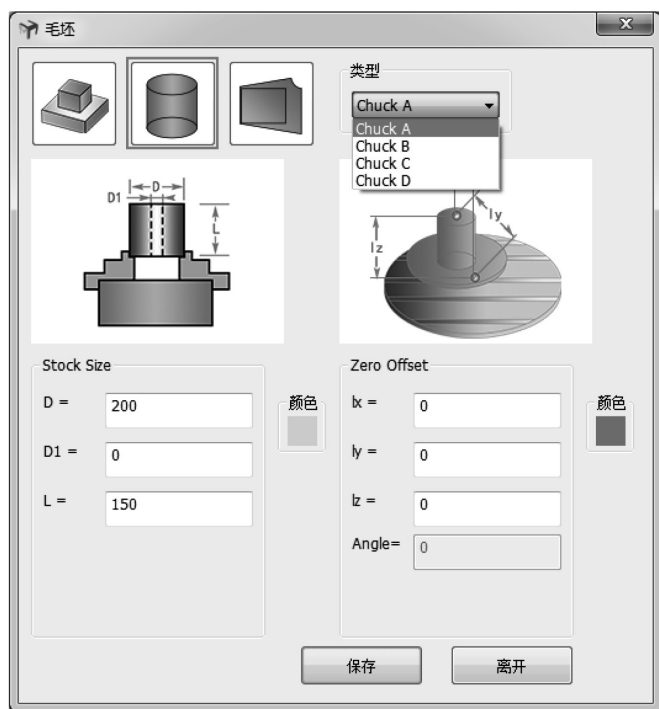 毛坯
类型
Chuck A
Chuck A
Chuck B
Chuck C
Chuck D
D
D1
L
ly
lz
Stock Size
D = 200
D1 = 0
L = 150
颜色
Zero Offset
lx = 0
ly = 0
lz = 0
Angle= 0
颜色
保存
离开